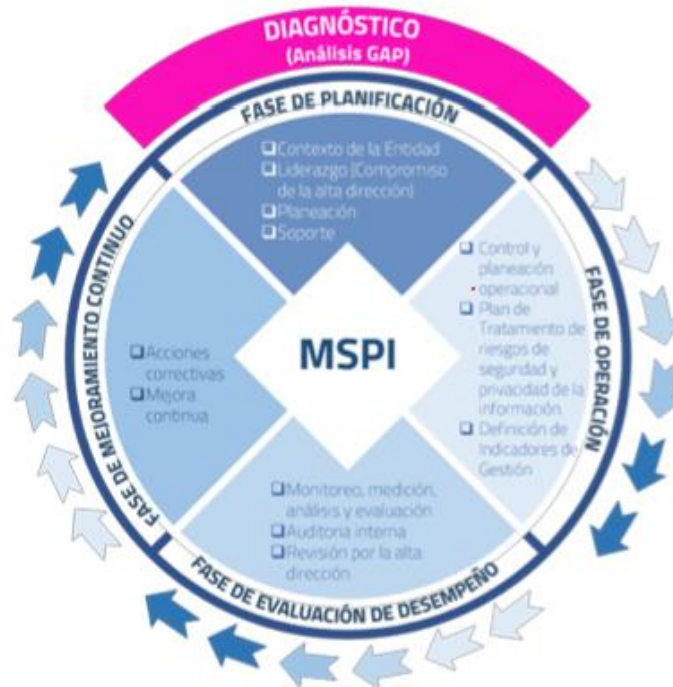 DIAGNÓSTICO
(Análisis GAP)
FASE DE PLANIFICACIÓN
❑Contexto de la Entidad
❑Liderazgo (Compromiso
de la alta dirección)
❑Planeación
❑Soporte
FASE DE OPERACIÓN
❑ Control y
planeación
operacional
❑ Plan de
Tratamiento de
riesgos de
seguridad y
privacidad de la
información
❑ Definición de
Indicadores de
Gestión
MSPI
FASE DE MEJORAMIENTO CONTINUO
❑Acciones
correctivas
❑Mejora
continua
❑Monitoreo, medición,
análisis y evaluación
❑Auditoria interna
❑Revisión por la alta
dirección
FASE DE EVALUACIÓN DE DESEMPEÑO